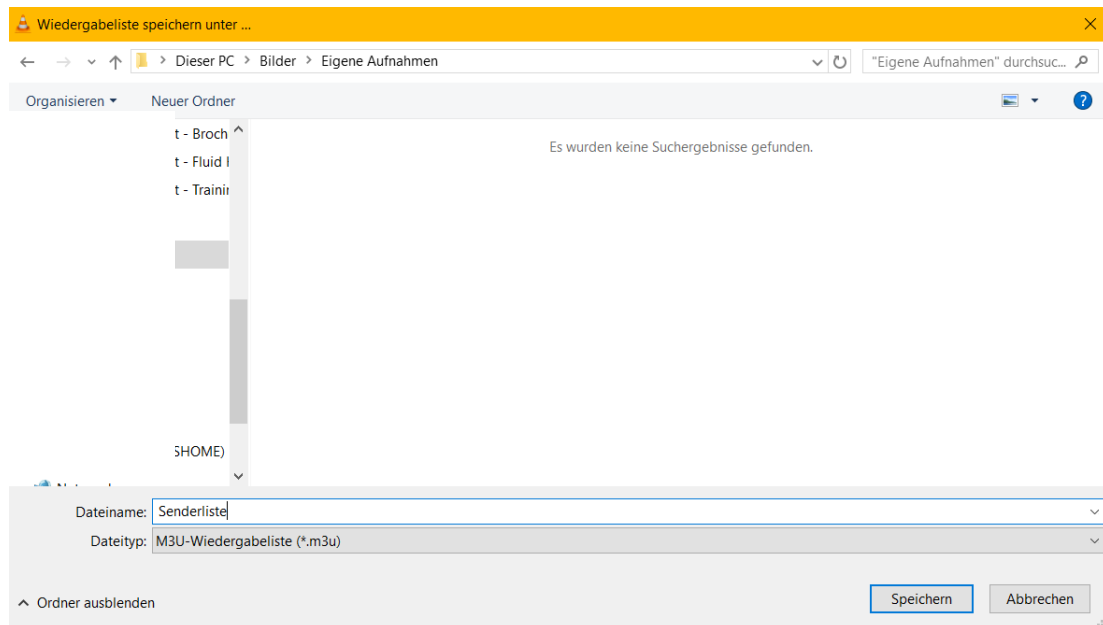 Wiedergabeliste speichern unter ...
Dieser PC > Bilder > Eigene Aufnahmen
"Eigene Aufnahmen" durchsuc...
Organisieren
Neuer Ordner
t - Broch
t - Fluid
t - Trainin
Es wurden keine Suchergebnisse gefunden.
SHOME)
Dateiname: Senderliste
Dateityp: M3U-Wiedergabeliste (*.m3u)
Ordner ausblenden
Speichern
Abbrechen